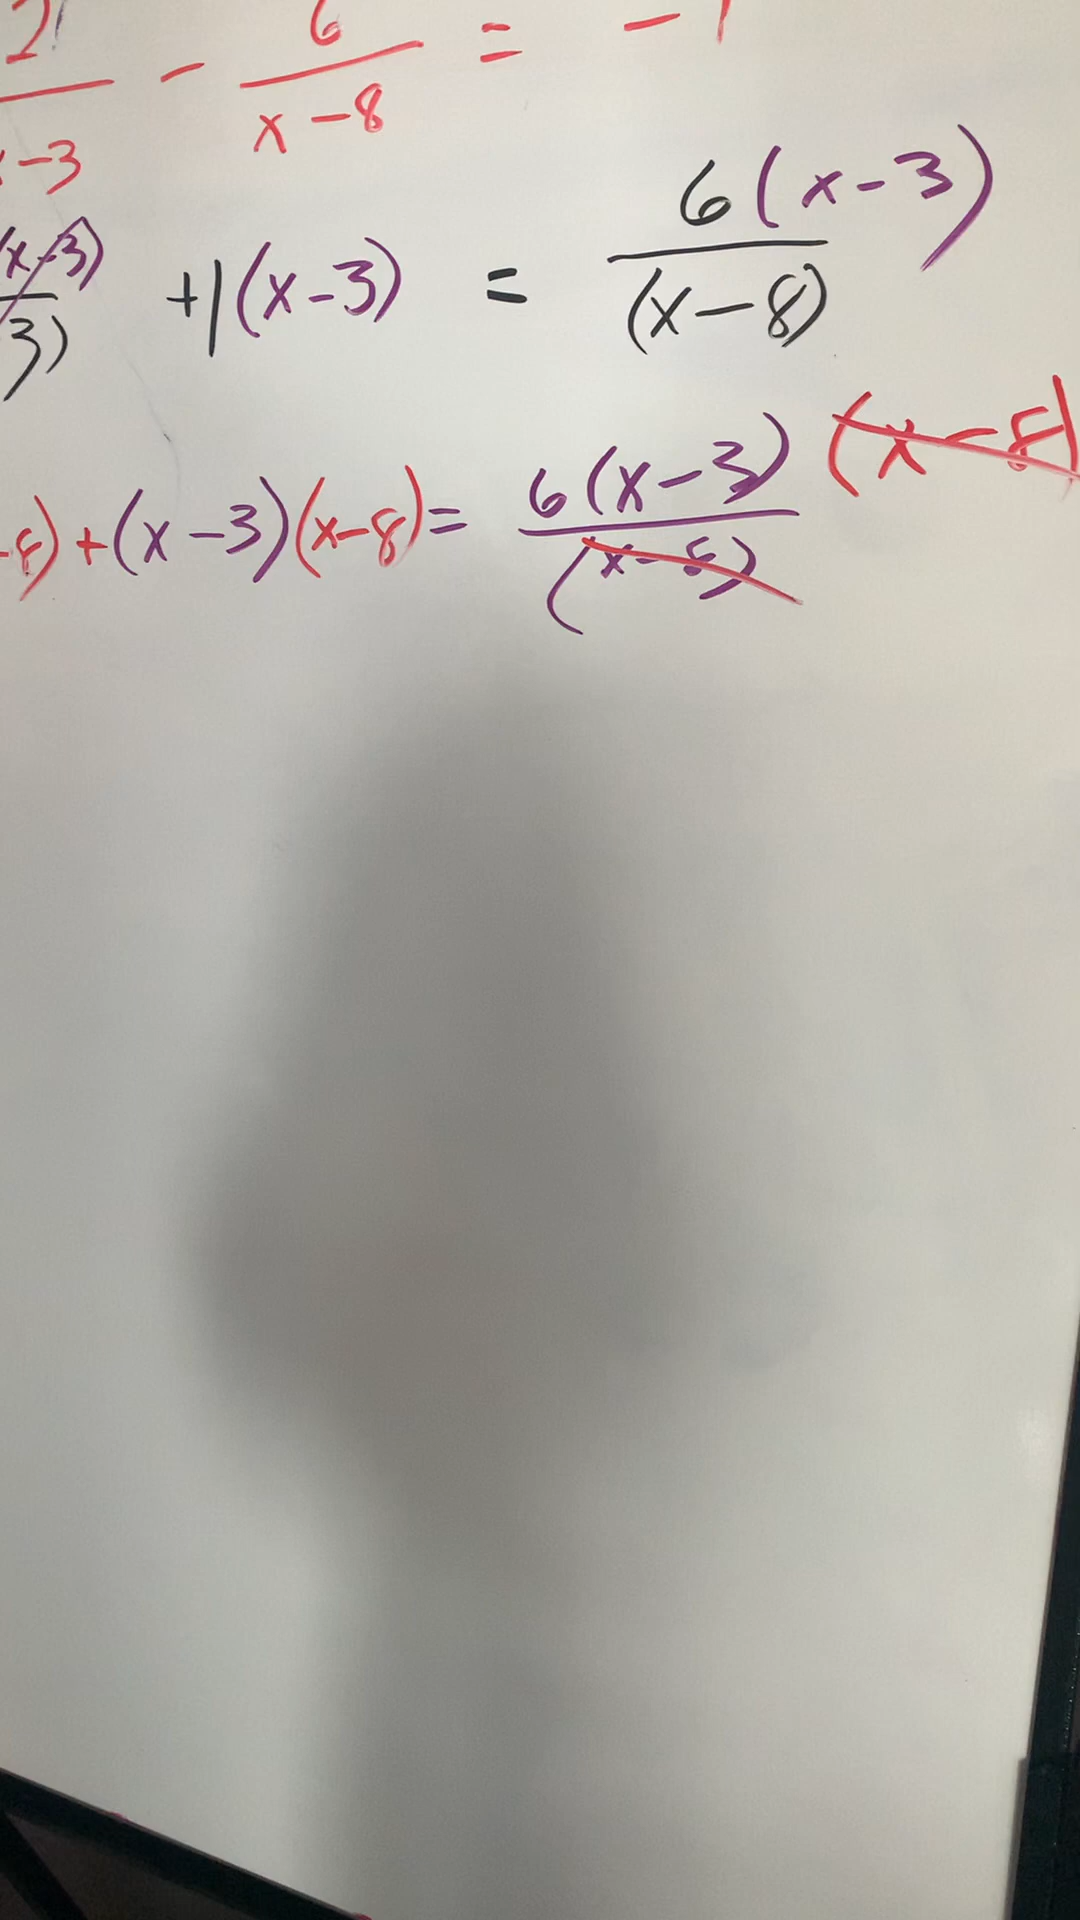 2/(x-3) - 6/(x-8) = -1
(x-3)/3) +1(x-3) = 6(x-3)/(x-8)
-8)+(x-3)(x-8)= 6(x-3)/(x-8) (x-8)